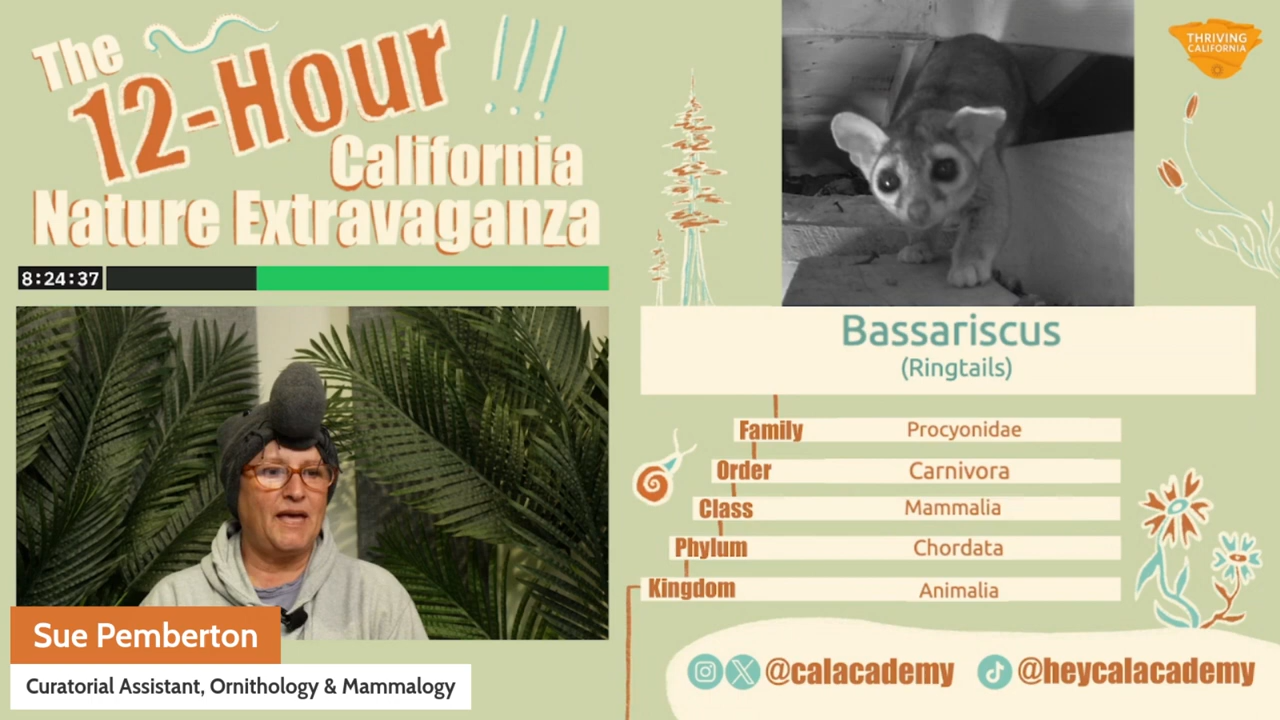 The
12-Hour
California
Nature Extravaganza
!!!
8:24:37
THRIVING
CALIFORNIA
Bassariscus
(Ringtails)
Family Procyonidae
Order Carnivora
Class Mammalia
Phylum Chordata
Kingdom Animalia
Sue Pemberton
Curatorial Assistant, Ornithology & Mammalogy
@calacademy @heycalacademy